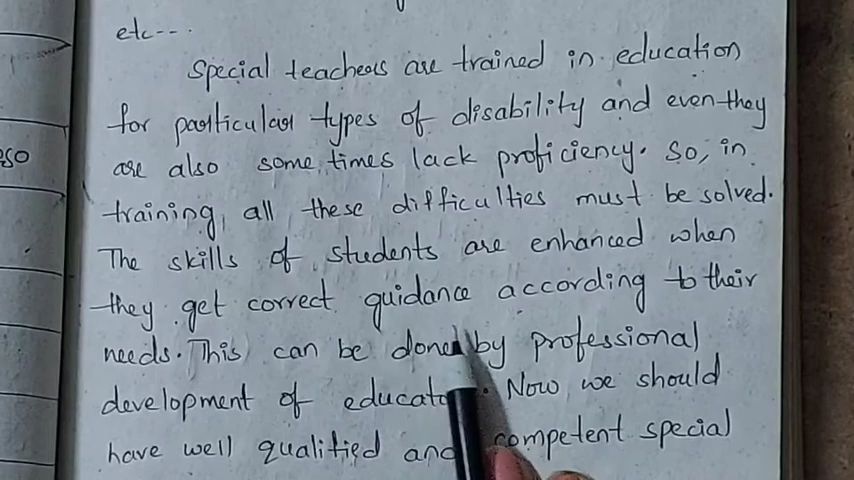 etc---
Special teachers are trained in education
for particular types of disability and even they
are also some times lack proficiency. So, in
training, all these difficulties must be solved.
The skills of students are enhanced when
they get correct guidance according to their
needs. This can be done by professional
development of
Now we should
have well qualified and competent special